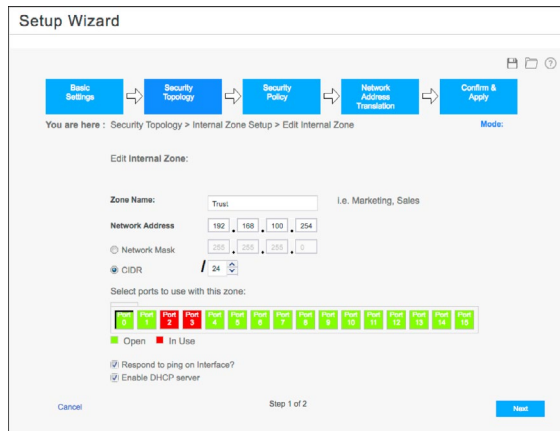 Setup Wizard
Basic Settings
Security Topology
Security Policy
Network Address Translation
Confirm & Apply
You are here : Security Topology > Internal Zone Setup > Edit Internal Zone
Mode:
Edit Internal Zone:
Zone Name: Trust i.e. Marketing, Sales
Network Address 192 . 168 . 100 . 254
Network Mask 255 . 255 . 255 . 0
CIDR / 24
Select ports to use with this zone:
Port 0 Port 1 Port 2 Port 3 Port 4 Port 5 Port 6 Port 7 Port 8 Port 9 Port 10 Port 11 Port 12 Port 13 Port 14 Port 15
Open In Use
Respond to ping on Interface?
Enable DHCP server
Cancel Step 1 of 2 Next